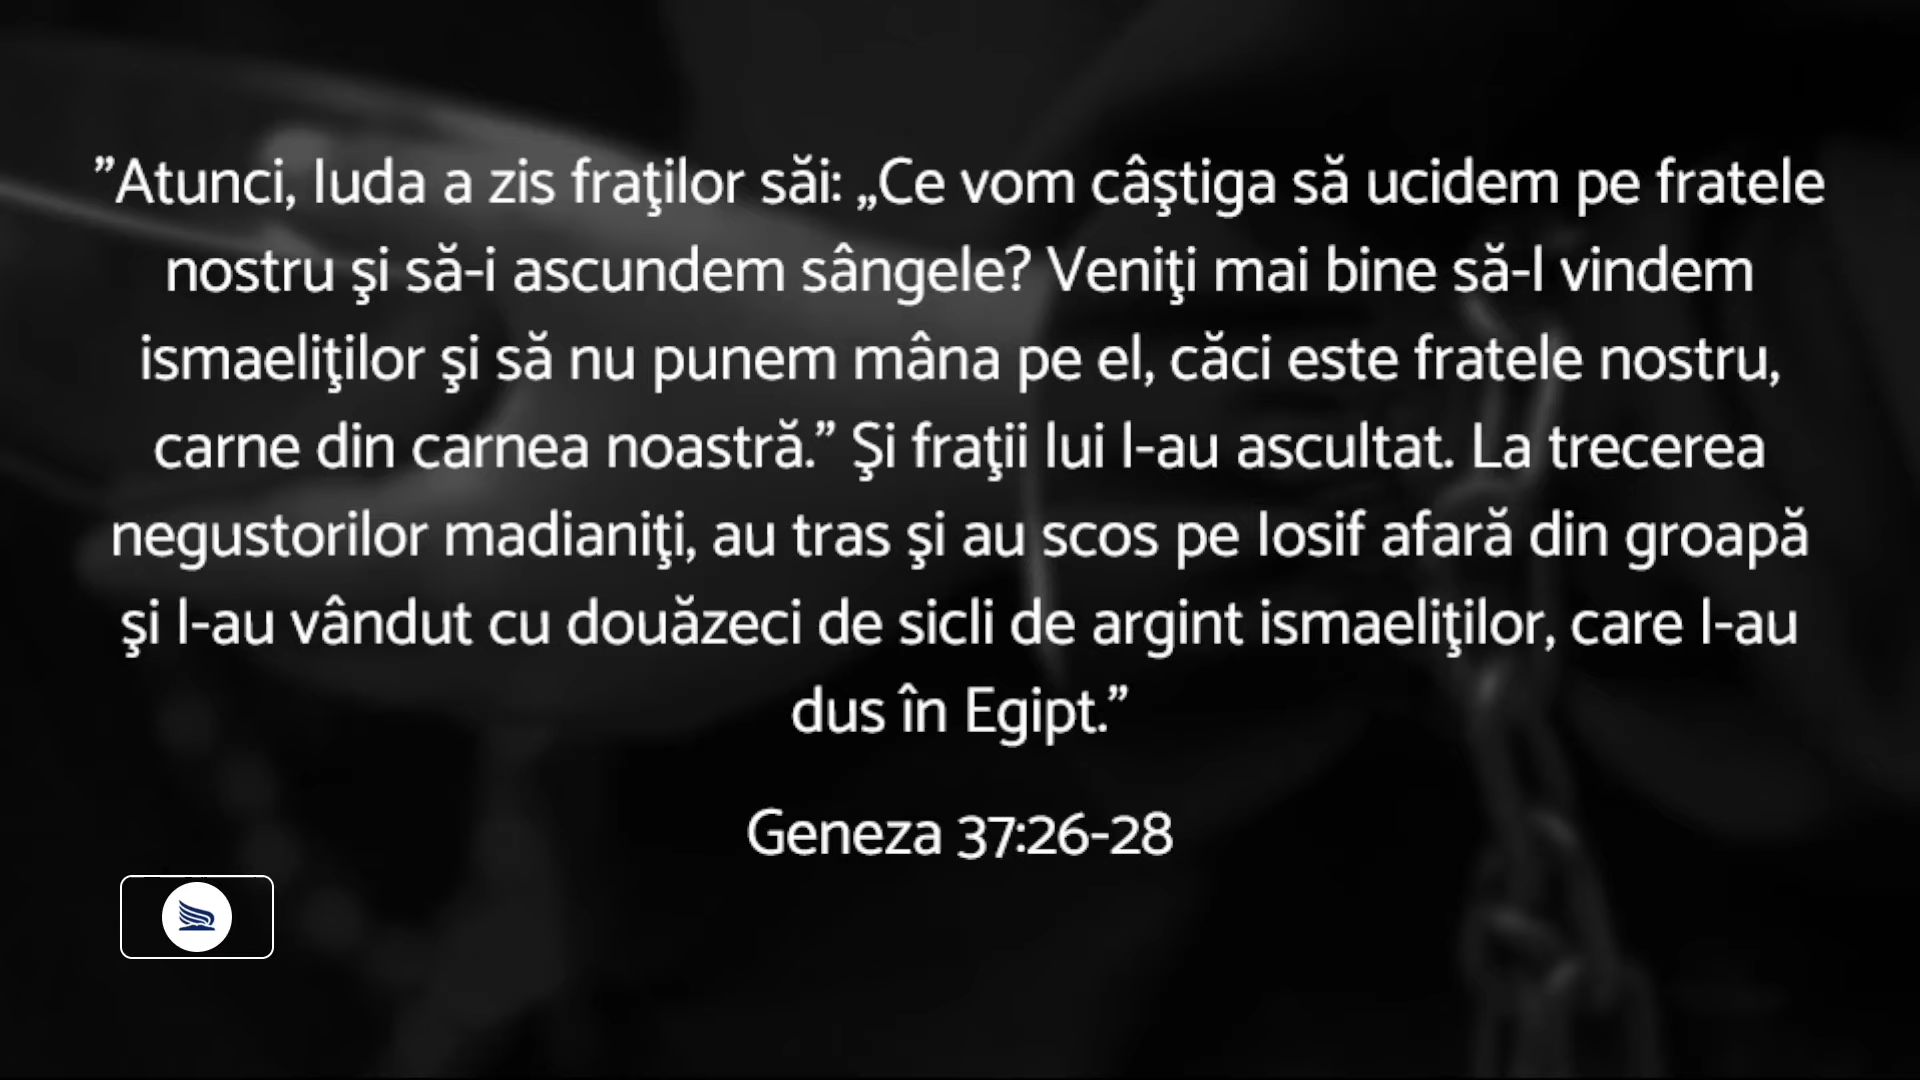 ”Atunci, Iuda a zis fraţilor săi: „Ce vom câştiga să ucidem pe fratele
nostru şi să-i ascundem sângele? Veniţi mai bine să-l vindem
ismaeliţilor şi să nu punem mâna pe el, căci este fratele nostru,
carne din carnea noastră.” Şi fraţii lui l-au ascultat. La trecerea
negustorilor madianiţi, au tras şi au scos pe Iosif afară din groapă
şi l-au vândut cu douăzeci de sicli de argint ismaeliţilor, care l-au
dus în Egipt.”
Geneza 37:26-28